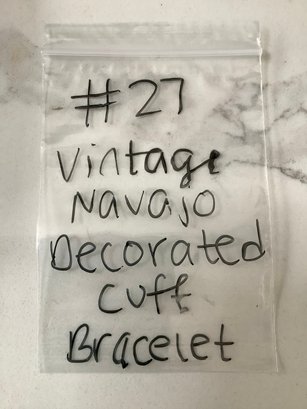 #27
Vintage
Navajo
Decorated
Cuff
Bracelet